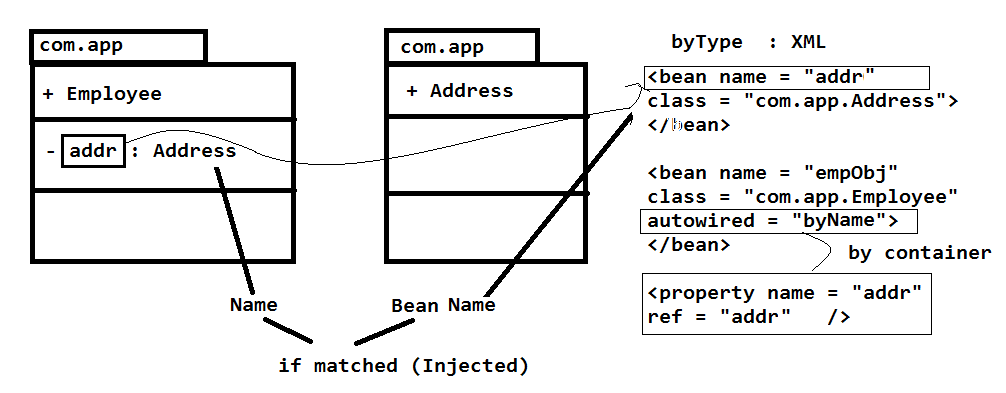 com.app
+ Employee
- addr : Address
com.app
+ Address
Name
Bean Name
if matched (Injected)
byType : XML
<bean name = "addr"
class = "com.app.Address">
</bean>
<bean name = "empObj"
class = "com.app.Employee"
autowired = "byName">
</bean>
by container
<property name = "addr"
ref = "addr" />